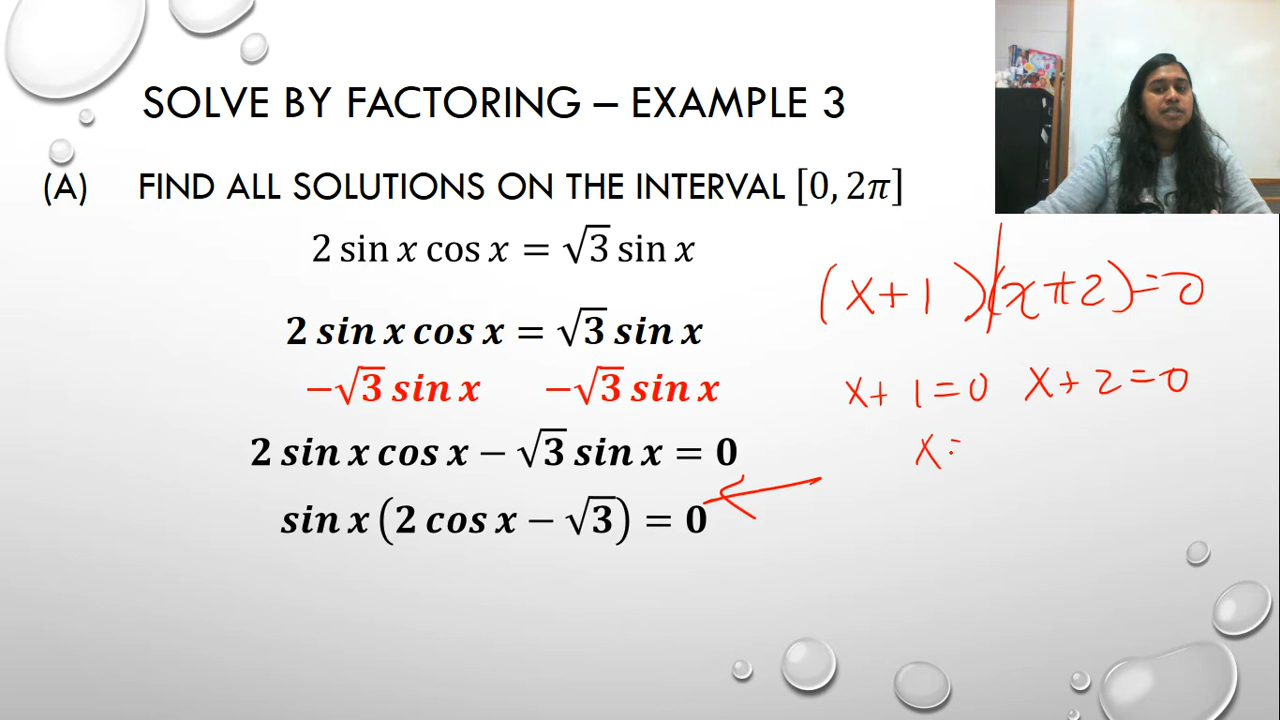 SOLVE BY FACTORING – EXAMPLE 3
(A) FIND ALL SOLUTIONS ON THE INTERVAL [0, 2π]
2 sin x cos x = √3 sin x
2 sin x cos x = √3 sin x
−√3 sin x −√3 sin x
2 sin x cos x − √3 sin x = 0
sin x (2 cos x − √3) = 0
(x+1)(x+2)=0
x+1=0 x+2=0
x=